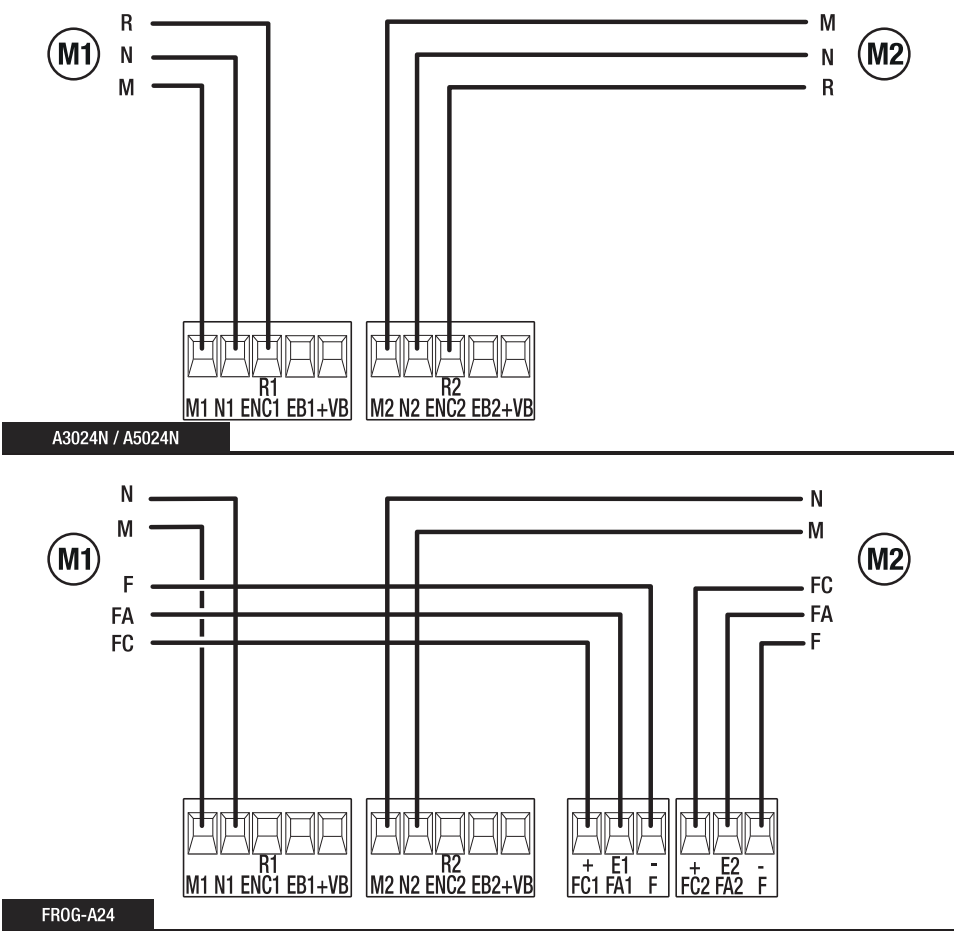 R M
M1 N N M2
M R
R1 R2
M1 N1 ENC1 EB1+VB M2 N2 ENC2 EB2+VB
A3024N / A5024N
N N
M M
M1 M2
F FC
FA FA
FC F
R1 R2 + E1 - + E2 -
M1 N1 ENC1 EB1+VB M2 N2 ENC2 EB2+VB FC1 FA1 F FC2 FA2 F
FROG-A24